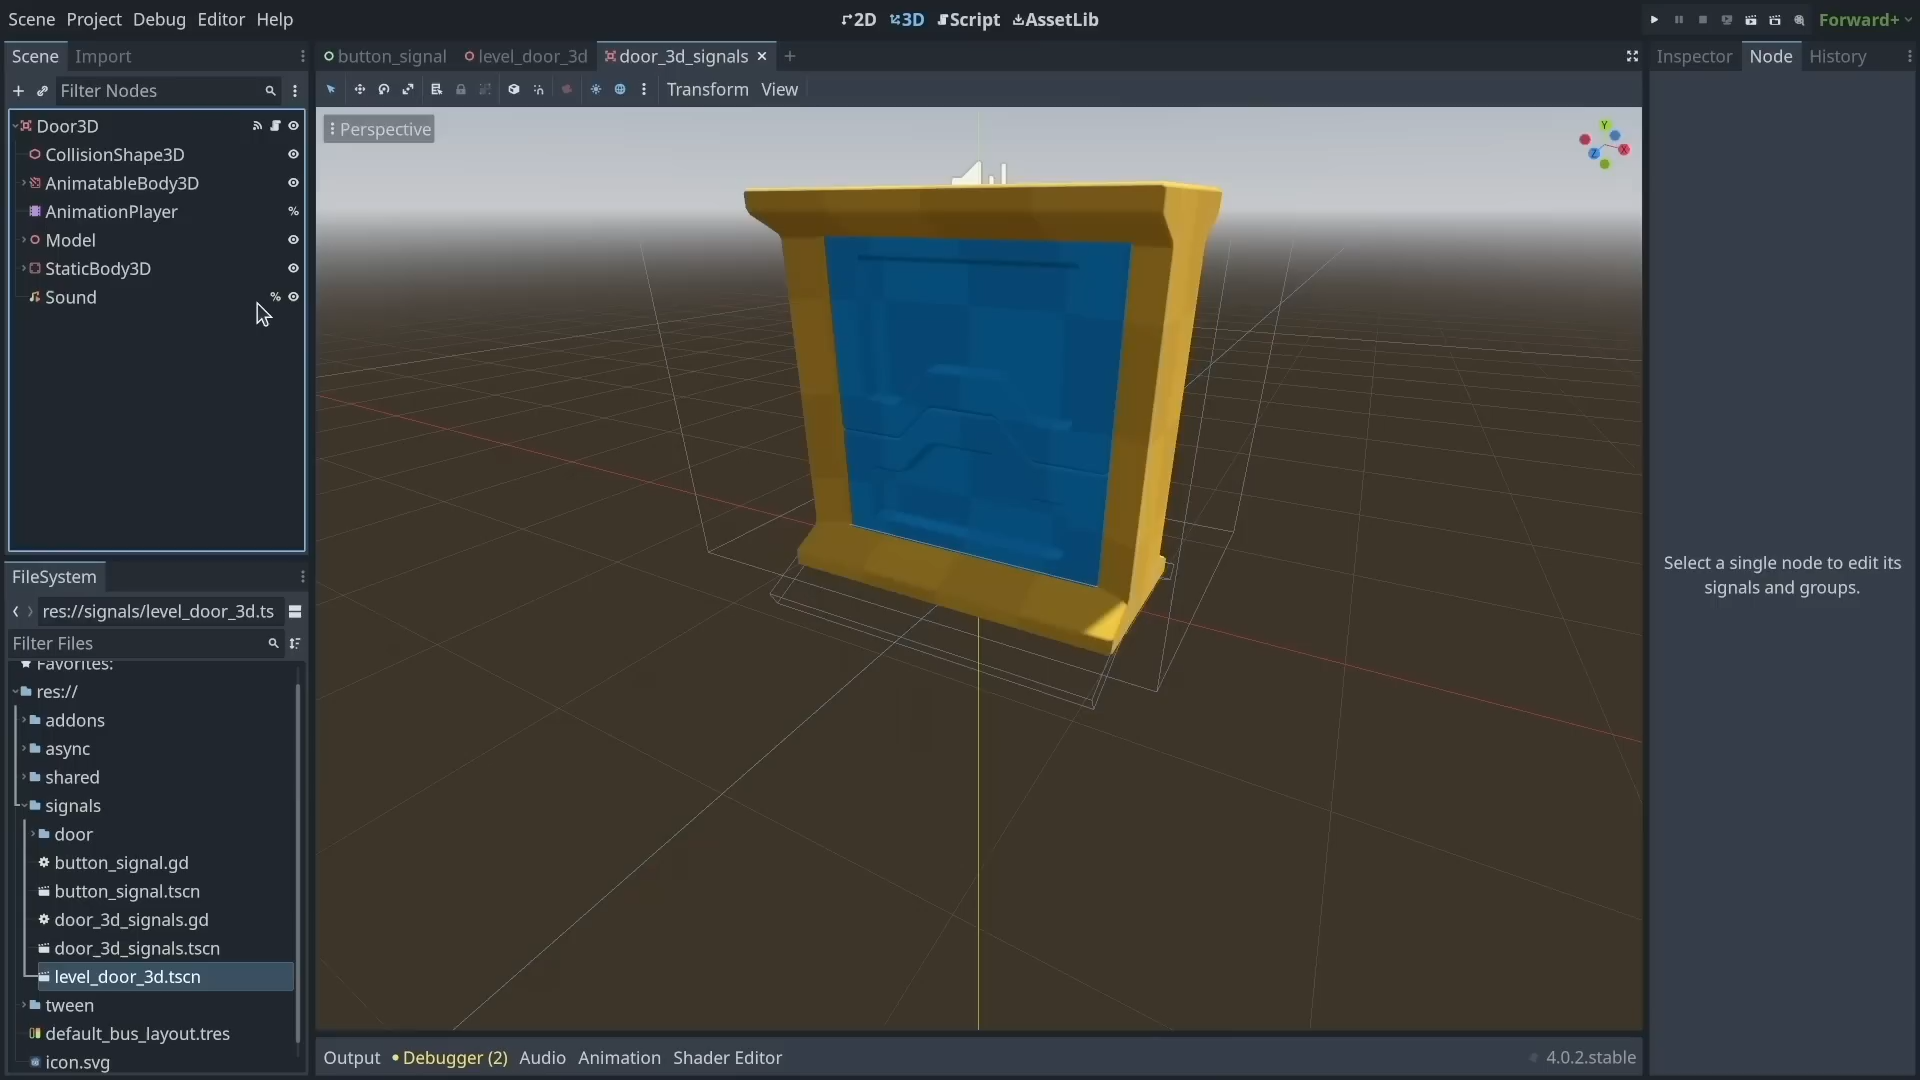 Scene Project Debug Editor Help
2D 3D Script AssetLib
Forward+
Scene Import
button_signal level_door_3d door_3d_signals
Inspector Node History
Filter Nodes
Transform View
Perspective
Door3D
CollisionShape3D
AnimatableBody3D
AnimationPlayer
Model
StaticBody3D
Sound
Y
X
Z
Select a single node to edit its
signals and groups.
FileSystem
res://signals/level_door_3d.ts
Filter Files
Favorites:
res://
addons
async
shared
signals
door
button_signal.gd
button_signal.tscn
door_3d_signals.gd
door_3d_signals.tscn
level_door_3d.tscn
tween
default_bus_layout.tres
icon.svg
Output Debugger (2) Audio Animation Shader Editor
4.0.2.stable